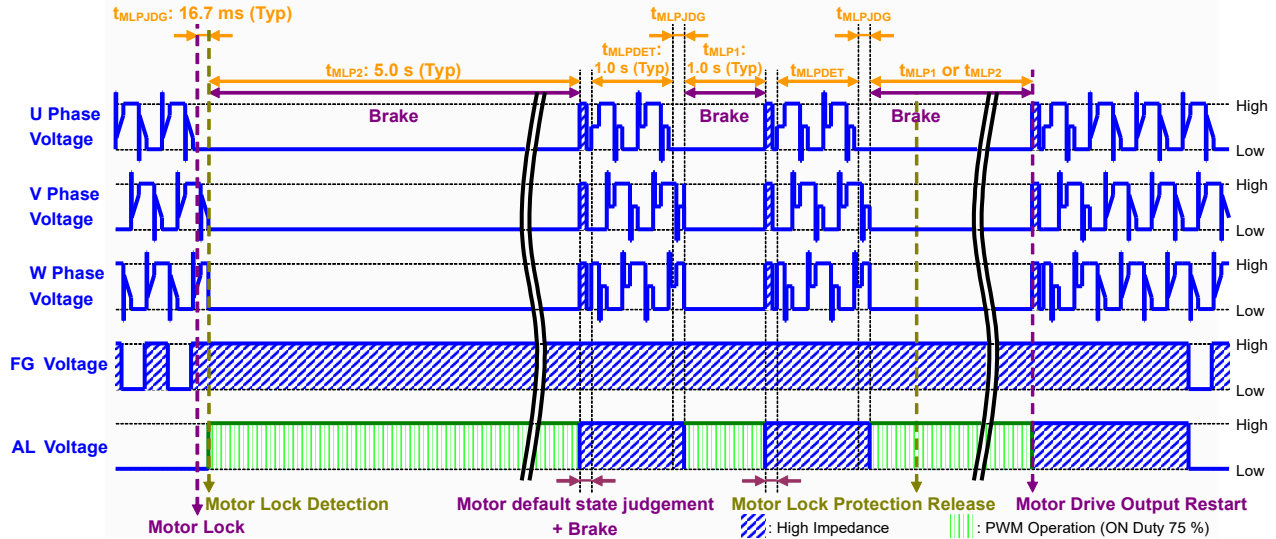 tMLPJDG: 16.7 ms (Typ)
tMLPJDG
tMLPJDG
tMLP2: 5.0 s (Typ)
tMLPDET:
1.0 s (Typ)
tMLP1:
1.0 s (Typ)
tMLPDET
tMLP1 or tMLP2
U Phase
Voltage
Brake
Brake
Brake
High
Low
V Phase
Voltage
High
Low
W Phase
Voltage
High
Low
FG Voltage
High
Low
AL Voltage
High
Low
Motor Lock Detection
Motor default state judgement
+ Brake
Motor Lock Protection Release
Motor Drive Output Restart
Motor Lock
: High Impedance
: PWM Operation (ON Duty 75 %)